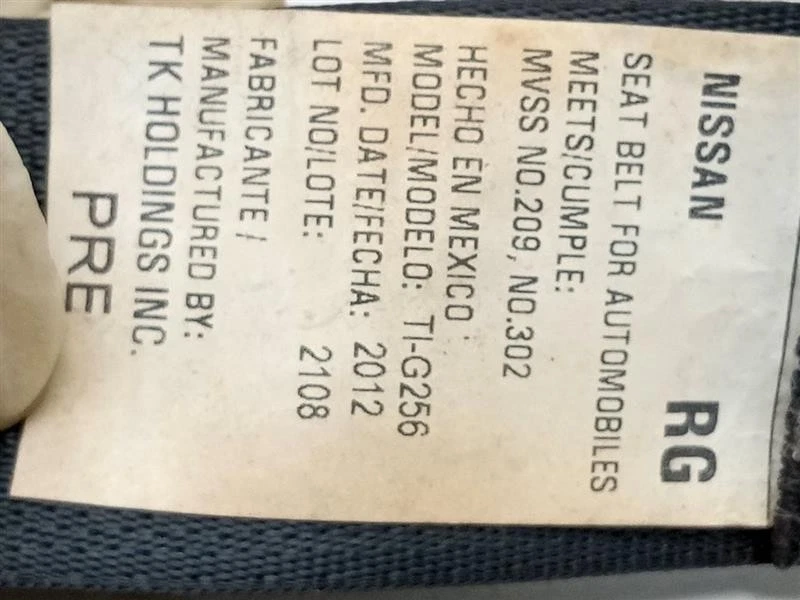 NISSAN RG
SEAT BELT FOR AUTOMOBILES
MEETS/CUMPLE:
MVSS NO.209, NO.302
HECHO EN MEXICO
MODEL/MODELO: TI-G256
MFD. DATE/FECHA: 2012
LOT NO/LOTE: 2108
FABRICANTE /
MANUFACTURED BY:
TK HOLDINGS INC.
PRE